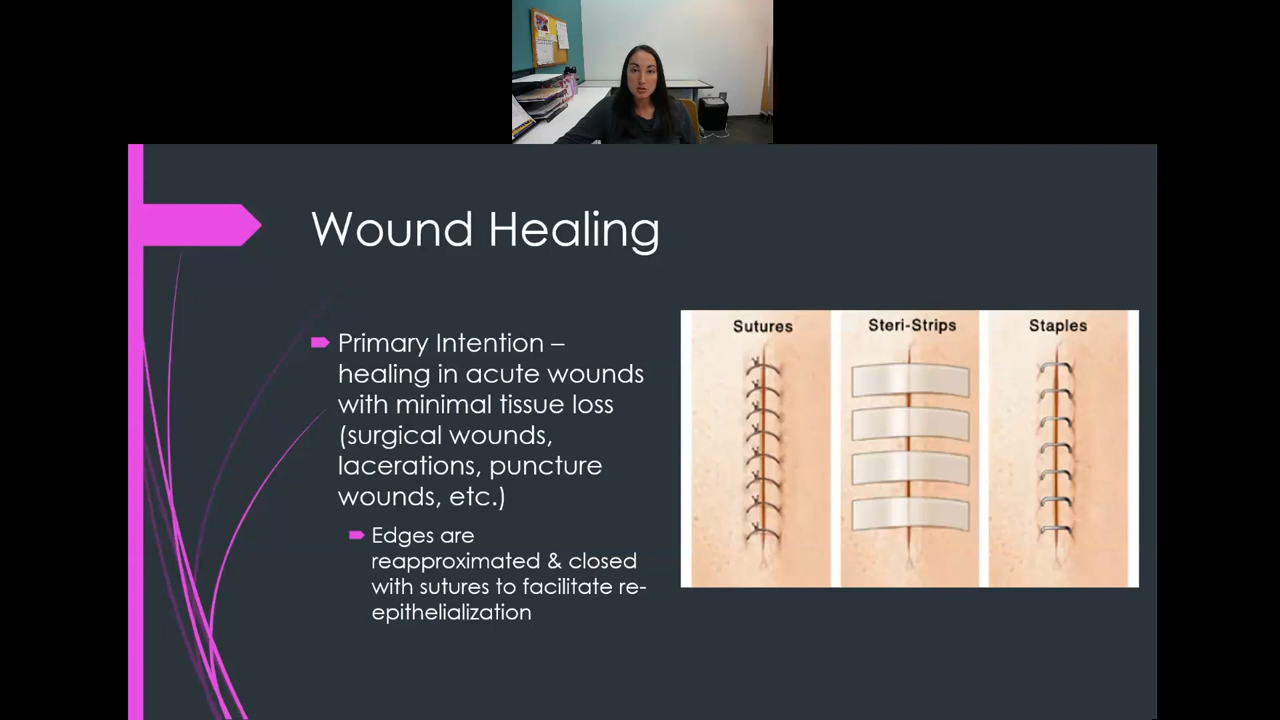 Wound Healing
Primary Intention –
healing in acute wounds
with minimal tissue loss
(surgical wounds,
lacerations, puncture
wounds, etc.)
Edges are
reapproximated & closed
with sutures to facilitate re-
epithelialization
Sutures
Steri-Strips
Staples